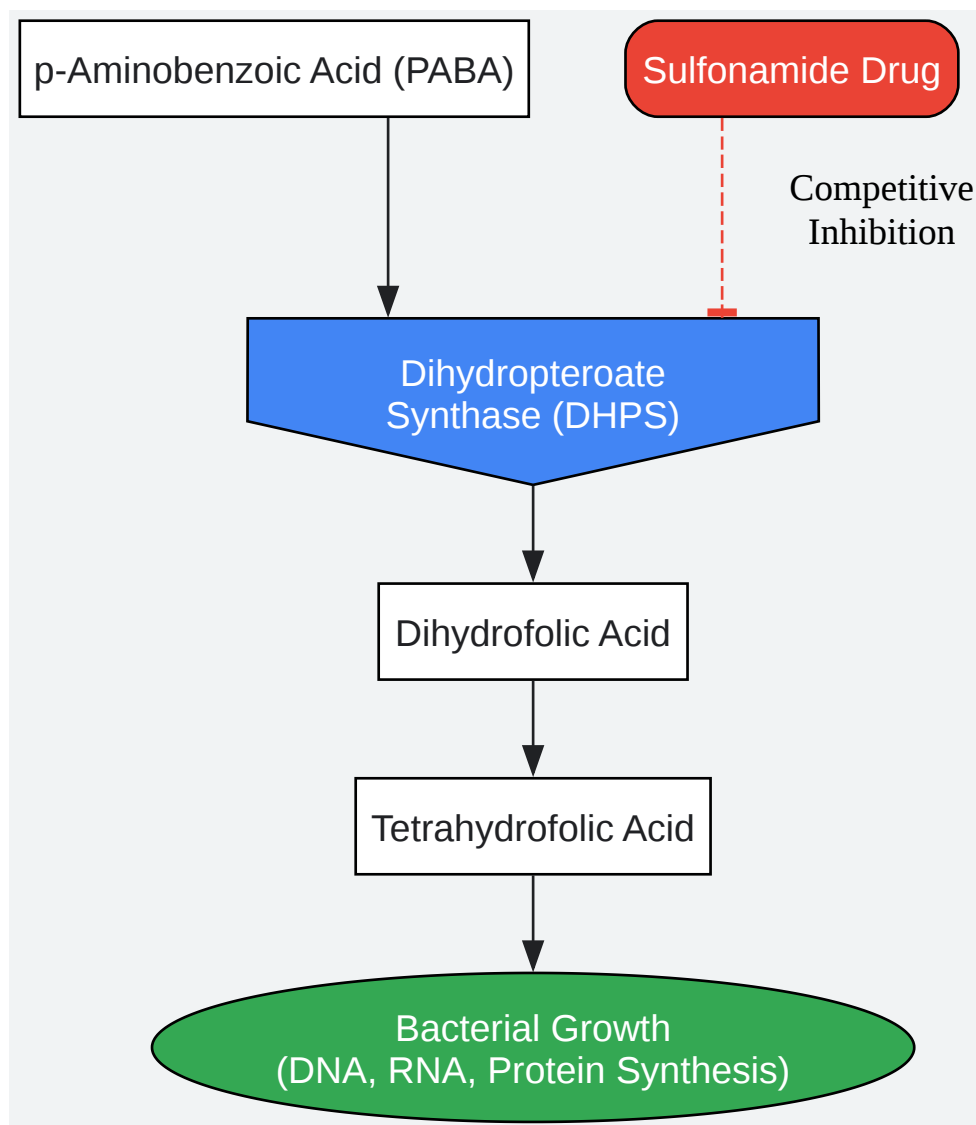 p-Aminobenzoic Acid (PABA)
Sulfonamide Drug
Competitive
Inhibition
Dihydropteroate
Synthase (DHPS)
Dihydrofolic Acid
Tetrahydrofolic Acid
Bacterial Growth
(DNA, RNA, Protein Synthesis)